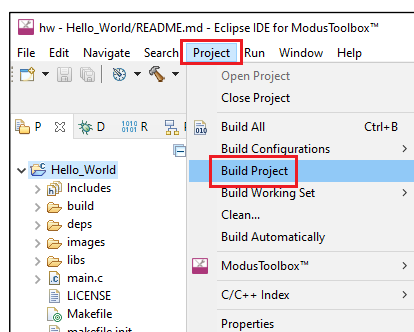 hw - Hello_World/README.md - Eclipse IDE for ModusToolbox™
File Edit Navigate Search Project Run Window Help
Open Project
Close Project
P D R F
Build All Ctrl+B
Build Configurations
Hello_World
Build Project
Includes
Build Working Set
build
Clean...
deps
Build Automatically
images
libs
ModusToolbox™
main.c
LICENSE
C/C++ Index
Makefile
makefile.init
Properties